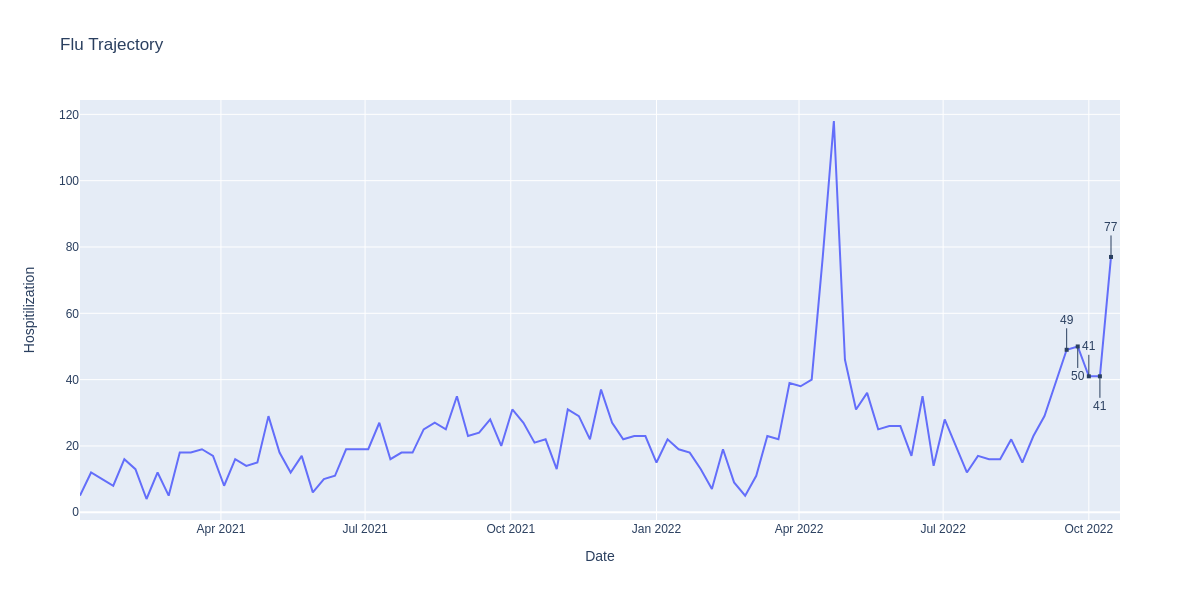 Flu Trajectory
120
100
80
60
40
20
0
Hospitilization
77
49
41
50
41
Apr 2021
Jul 2021
Oct 2021
Jan 2022
Apr 2022
Jul 2022
Oct 2022
Date